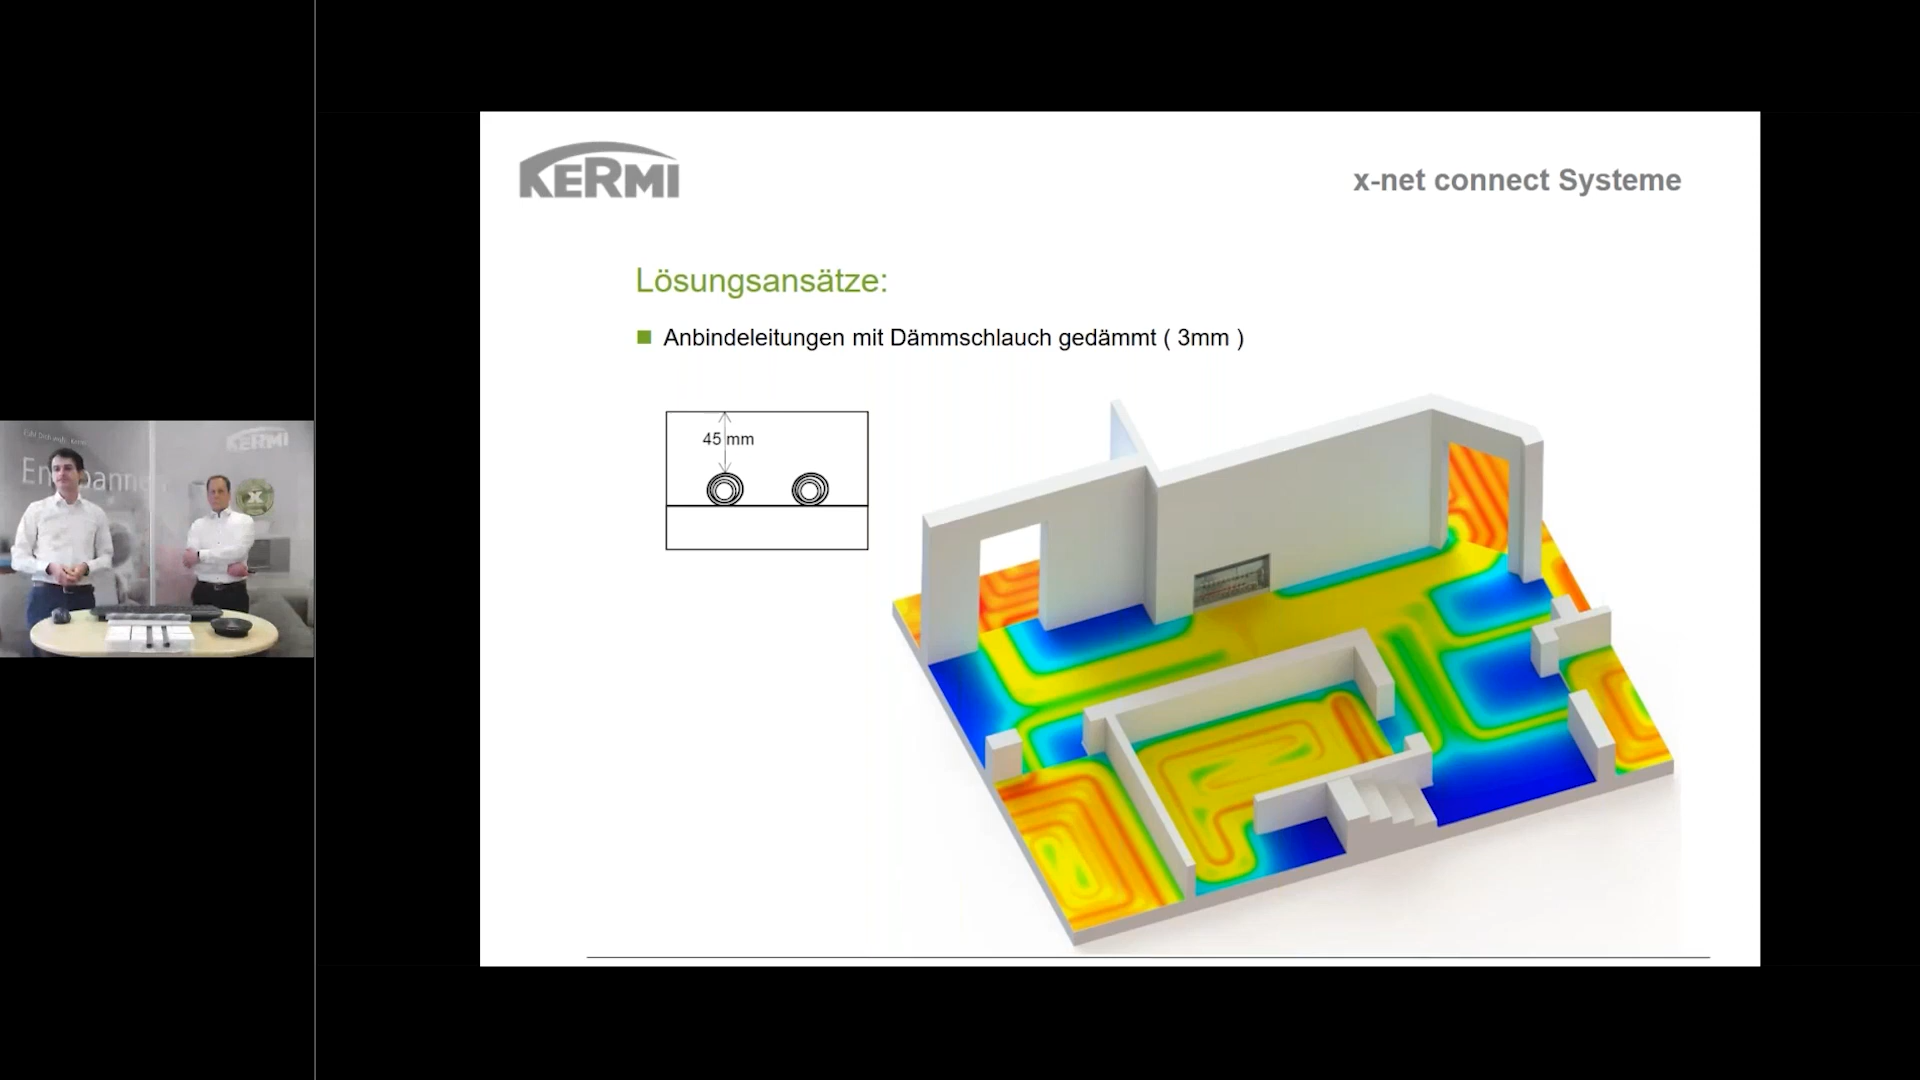 KERMI
x-net connect Systeme
Lösungsansätze:
Anbindeleitungen mit Dämmschlauch gedämmt ( 3mm )
45 mm
KERMI
x